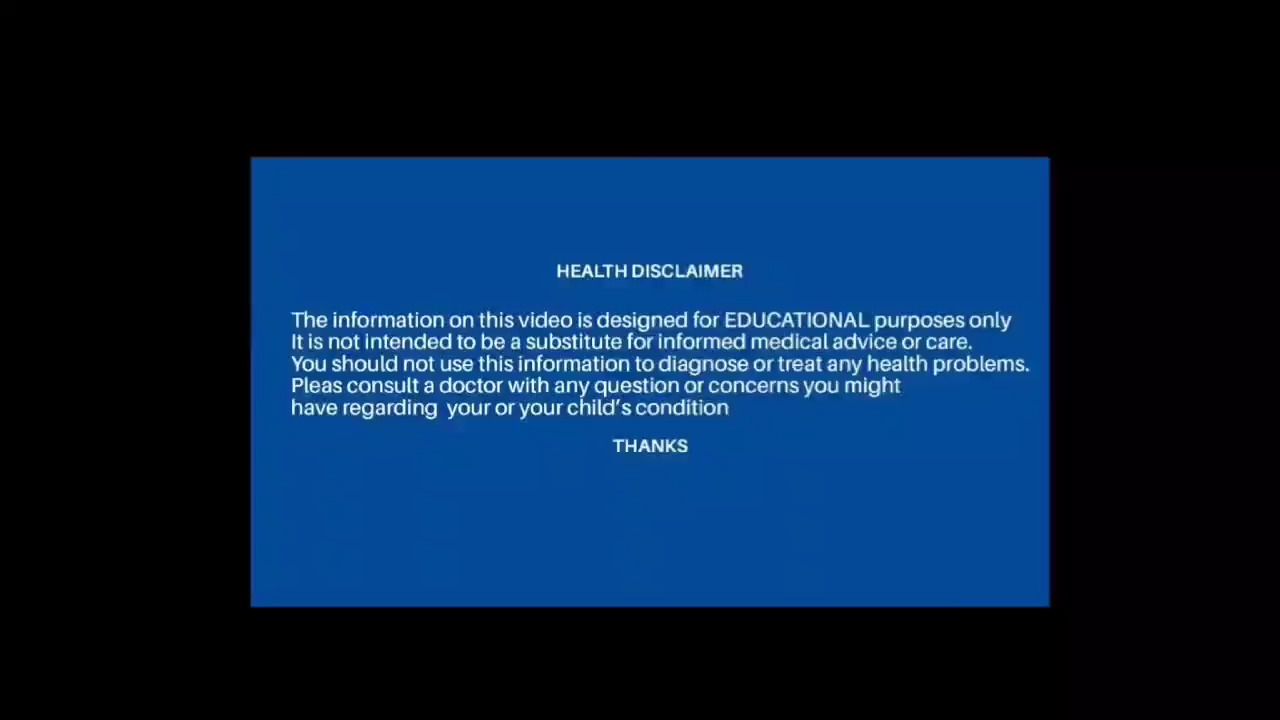 HEALTH DISCLAIMER
The information on this video is designed for EDUCATIONAL purposes only
It is not intended to be a substitute for informed medical advice or care.
You should not use this information to diagnose or treat any health problems.
Pleas consult a doctor with any question or concerns you might
have regarding  your or your child's condition
THANKS